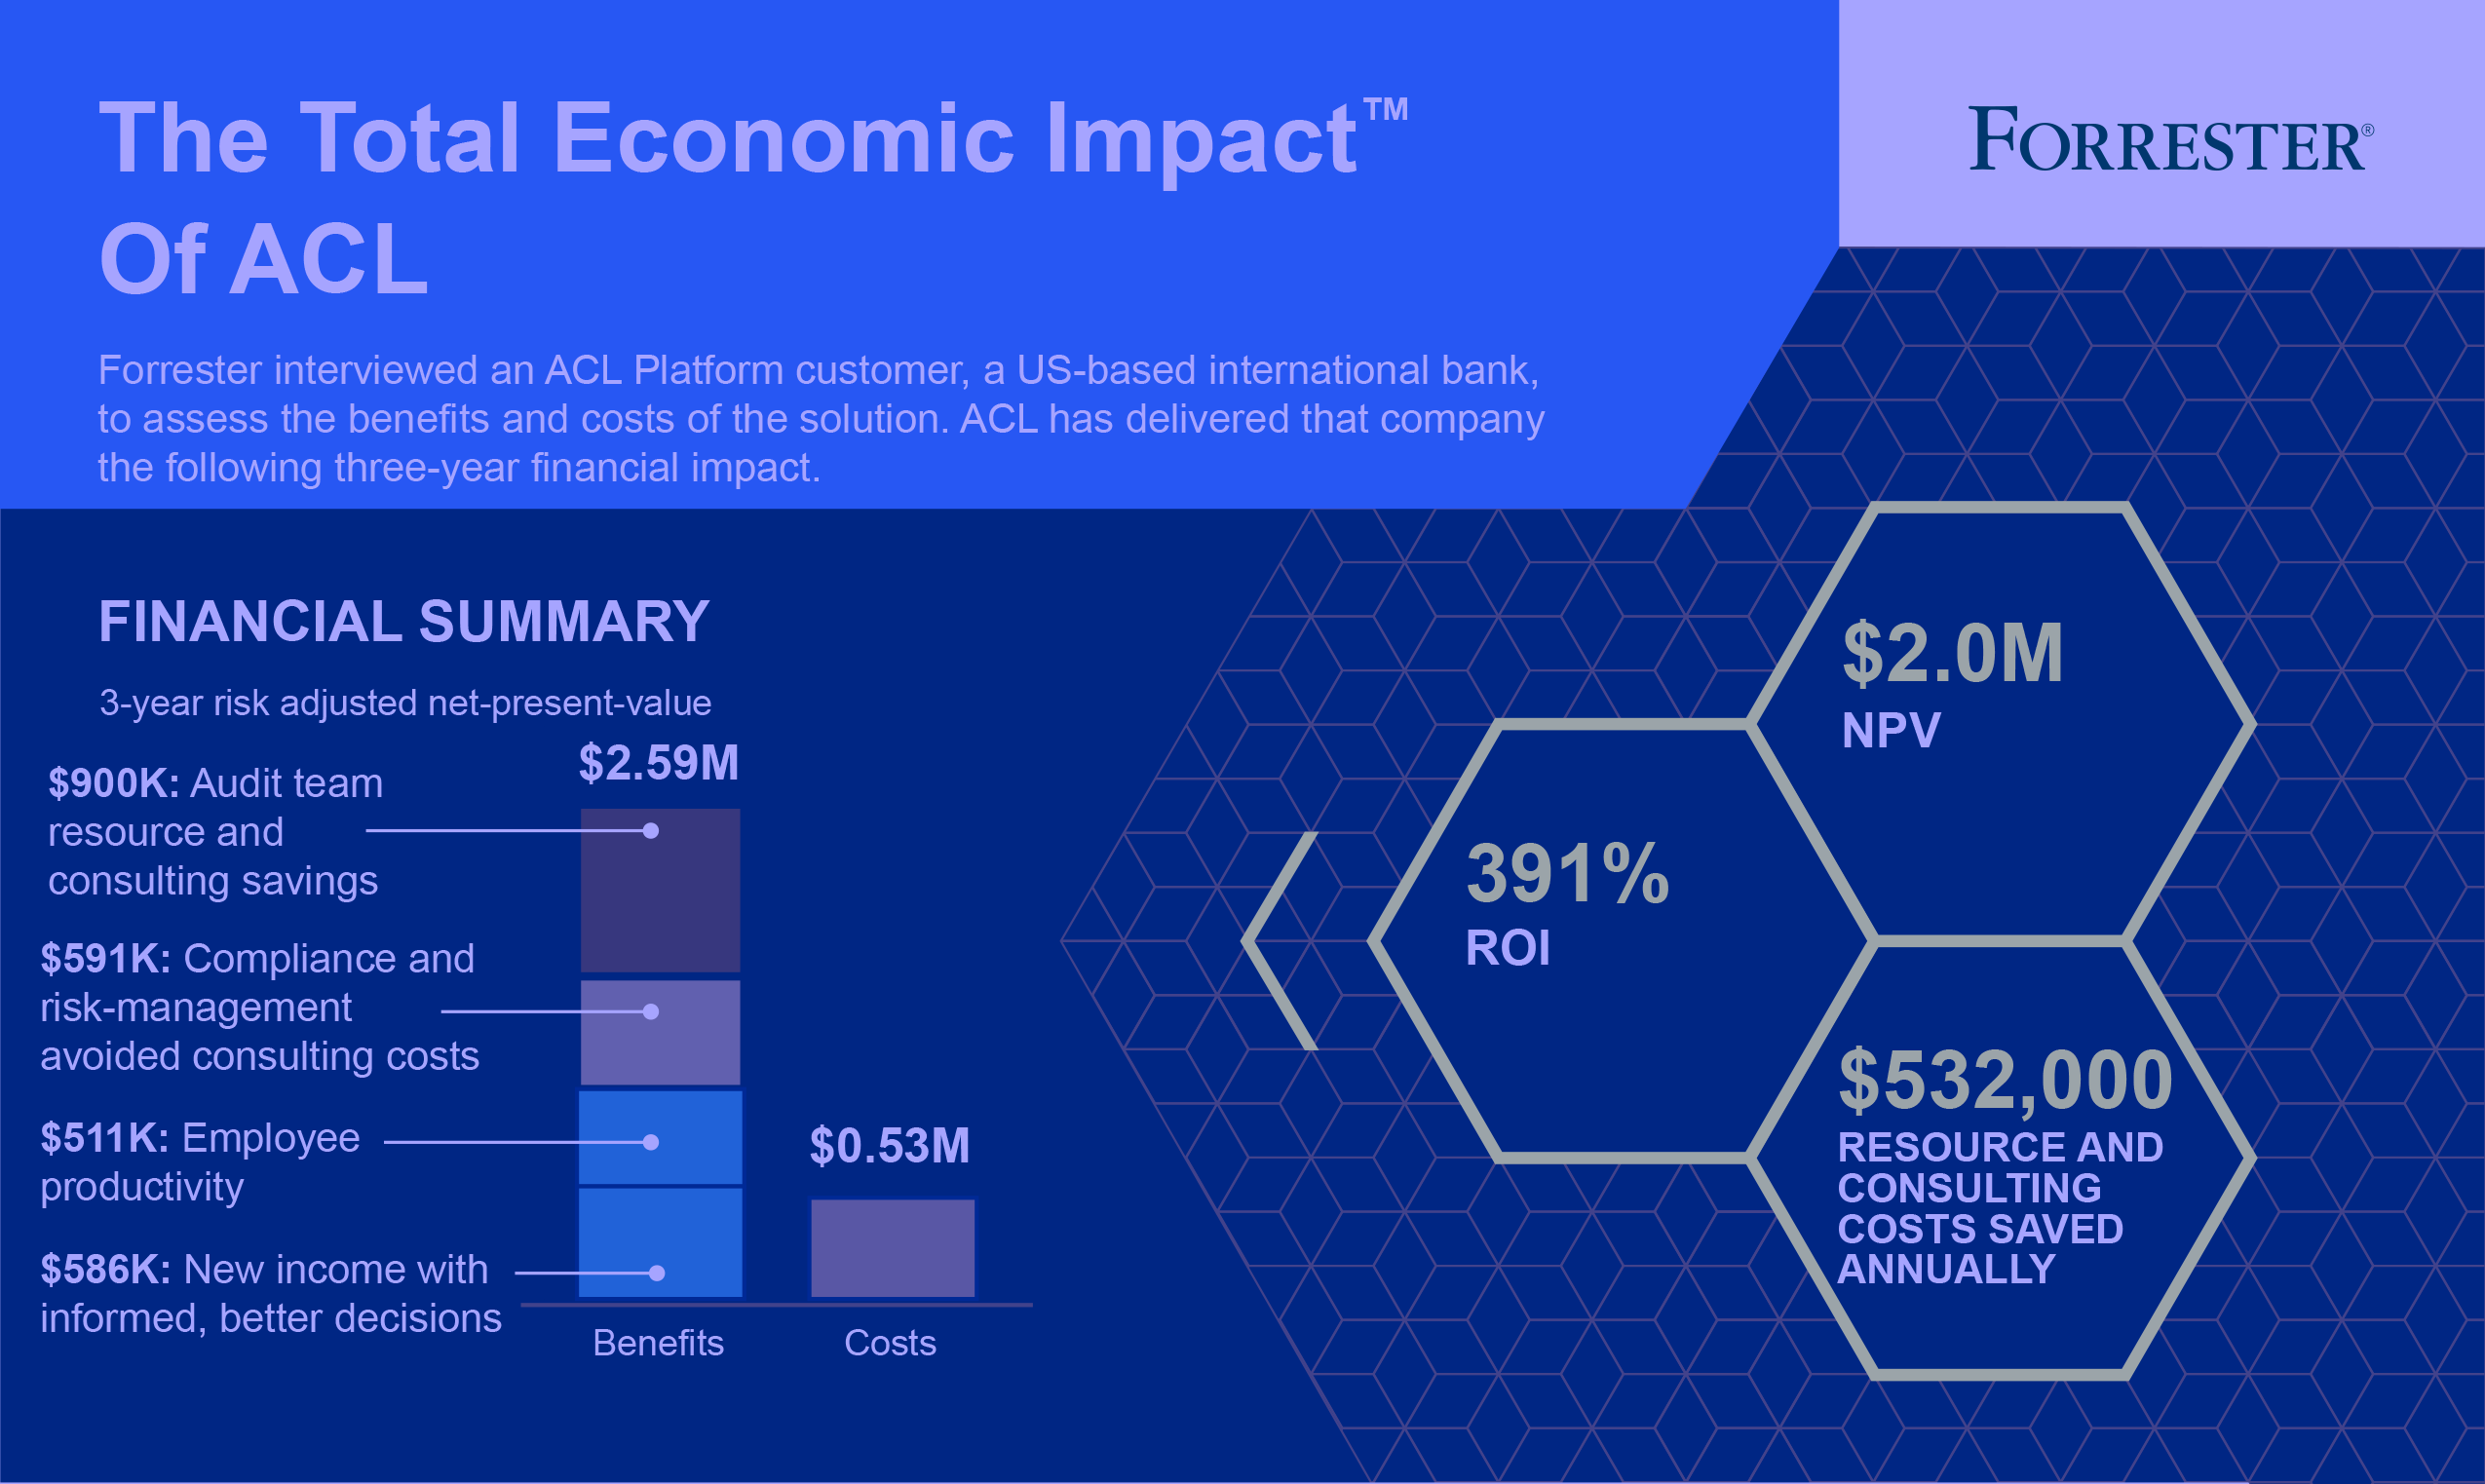 The Total Economic Impact™
Of ACL
FORRESTER®
Forrester interviewed an ACL Platform customer, a US-based international bank,
to assess the benefits and costs of the solution. ACL has delivered that company
the following three-year financial impact.
FINANCIAL SUMMARY
3-year risk adjusted net-present-value
$2.59M
$900K: Audit team
resource and
consulting savings
$591K: Compliance and
risk-management
avoided consulting costs
$511K: Employee
productivity
$586K: New income with
informed, better decisions
$0.53M
Benefits
Costs
$2.0M
NPV
391%
ROI
$532,000
RESOURCE AND
CONSULTING
COSTS SAVED
ANNUALLY